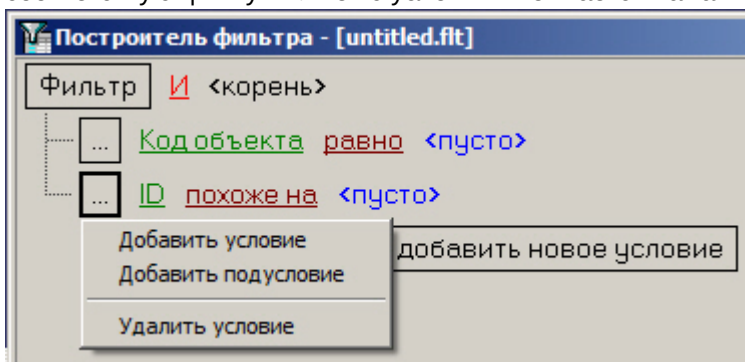 Построитель фильтра - [untitled.flt]
Фильтр И <корень>
... Код объекта равно <пусто>
... ID похоже на <пусто>
Добавить условие
добавить новое условие
Добавить подусловие
Удалить условие